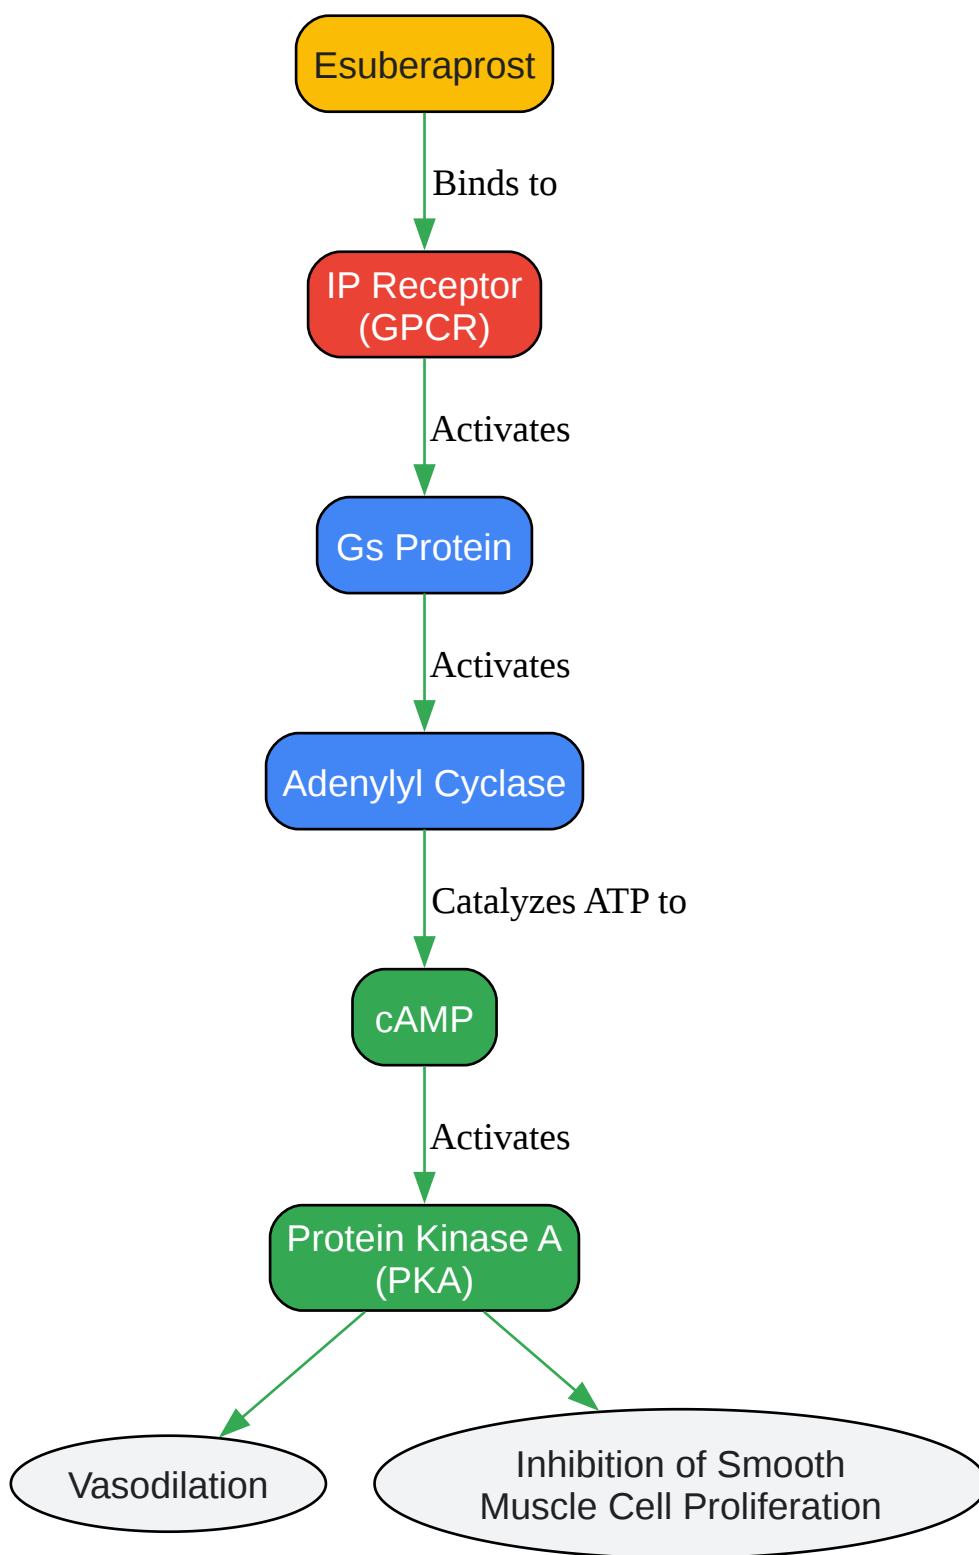 Esuberaprost
Binds to
IP Receptor
(GPCR)
Activates
Gs Protein
Activates
Adenylyl Cyclase
Catalyzes ATP to
cAMP
Activates
Protein Kinase A
(PKA)
Vasodilation
Inhibition of Smooth
Muscle Cell Proliferation